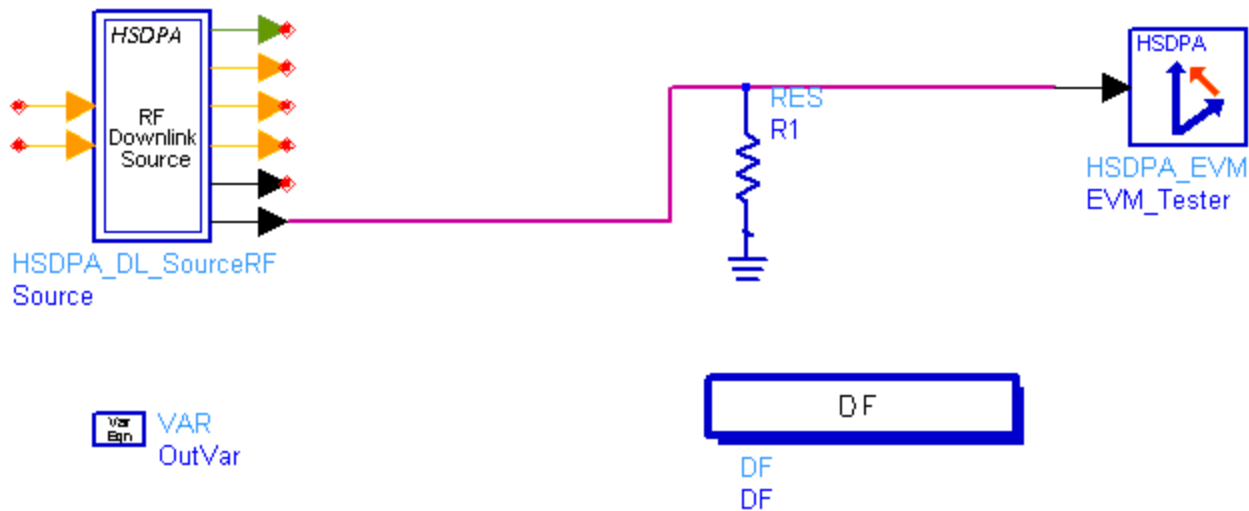 HSDPA
RF
Downlink
Source
HSDPA_DL_SourceRF
Source
RES
R1
HSDPA
HSDPA_EVM
EVM_Tester
Var
Eqn
VAR
OutVar
DF
DF
DF